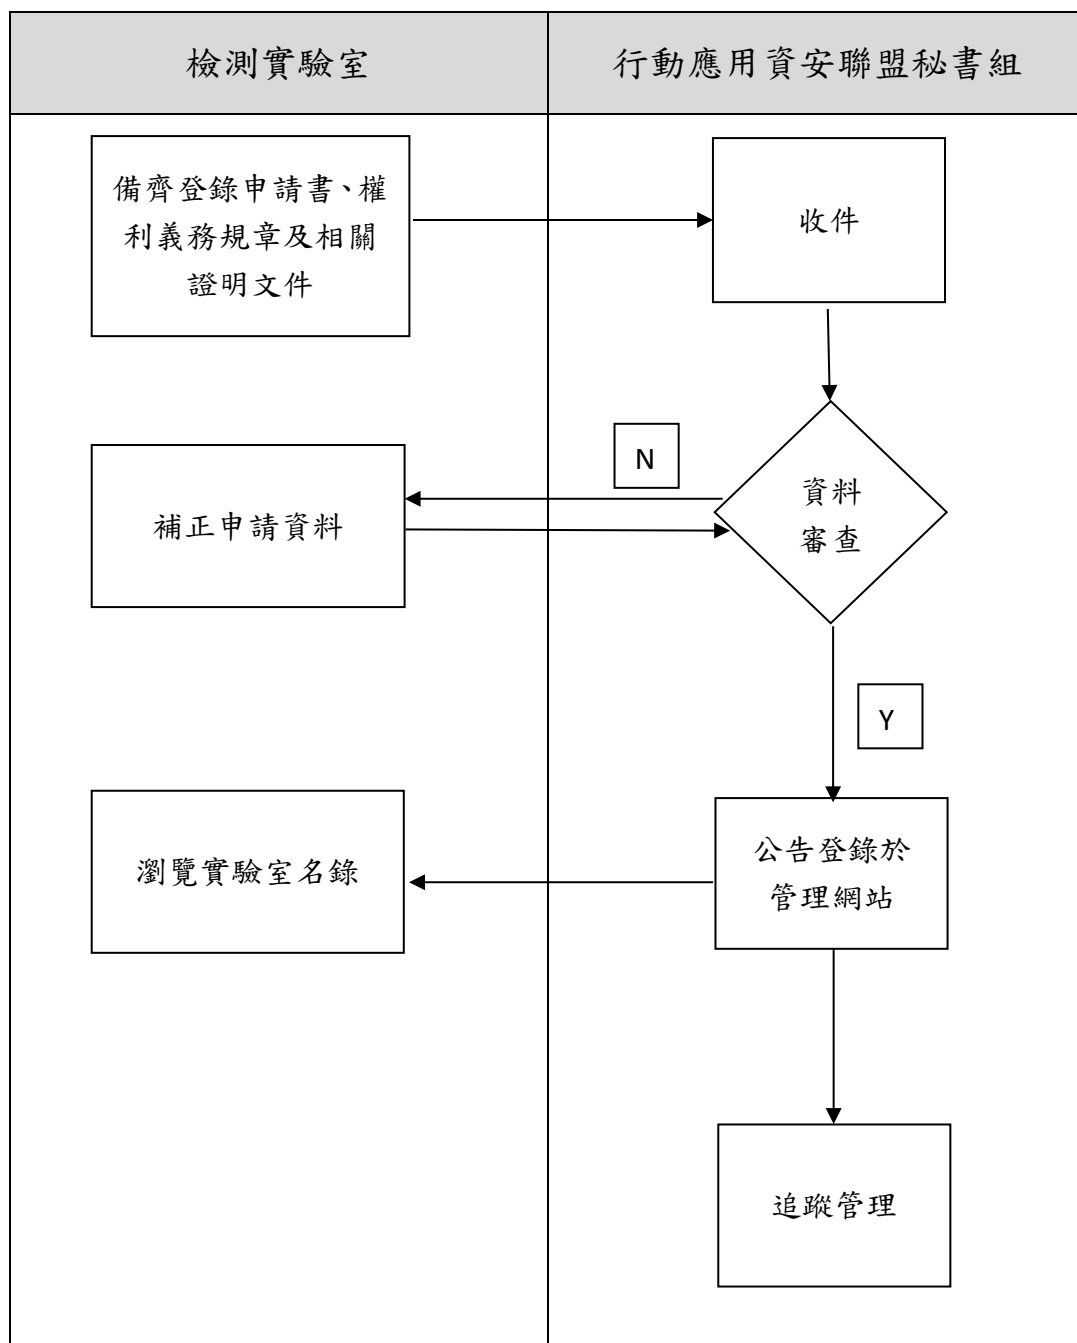 檢測實驗室
行動應用資安聯盟秘書組
備齊登錄申請書、權
利義務規章及相關
證明文件
收件
N
資料
審查
補正申請資料
Y
公告登錄於
管理網站
瀏覽實驗室名錄
追蹤管理